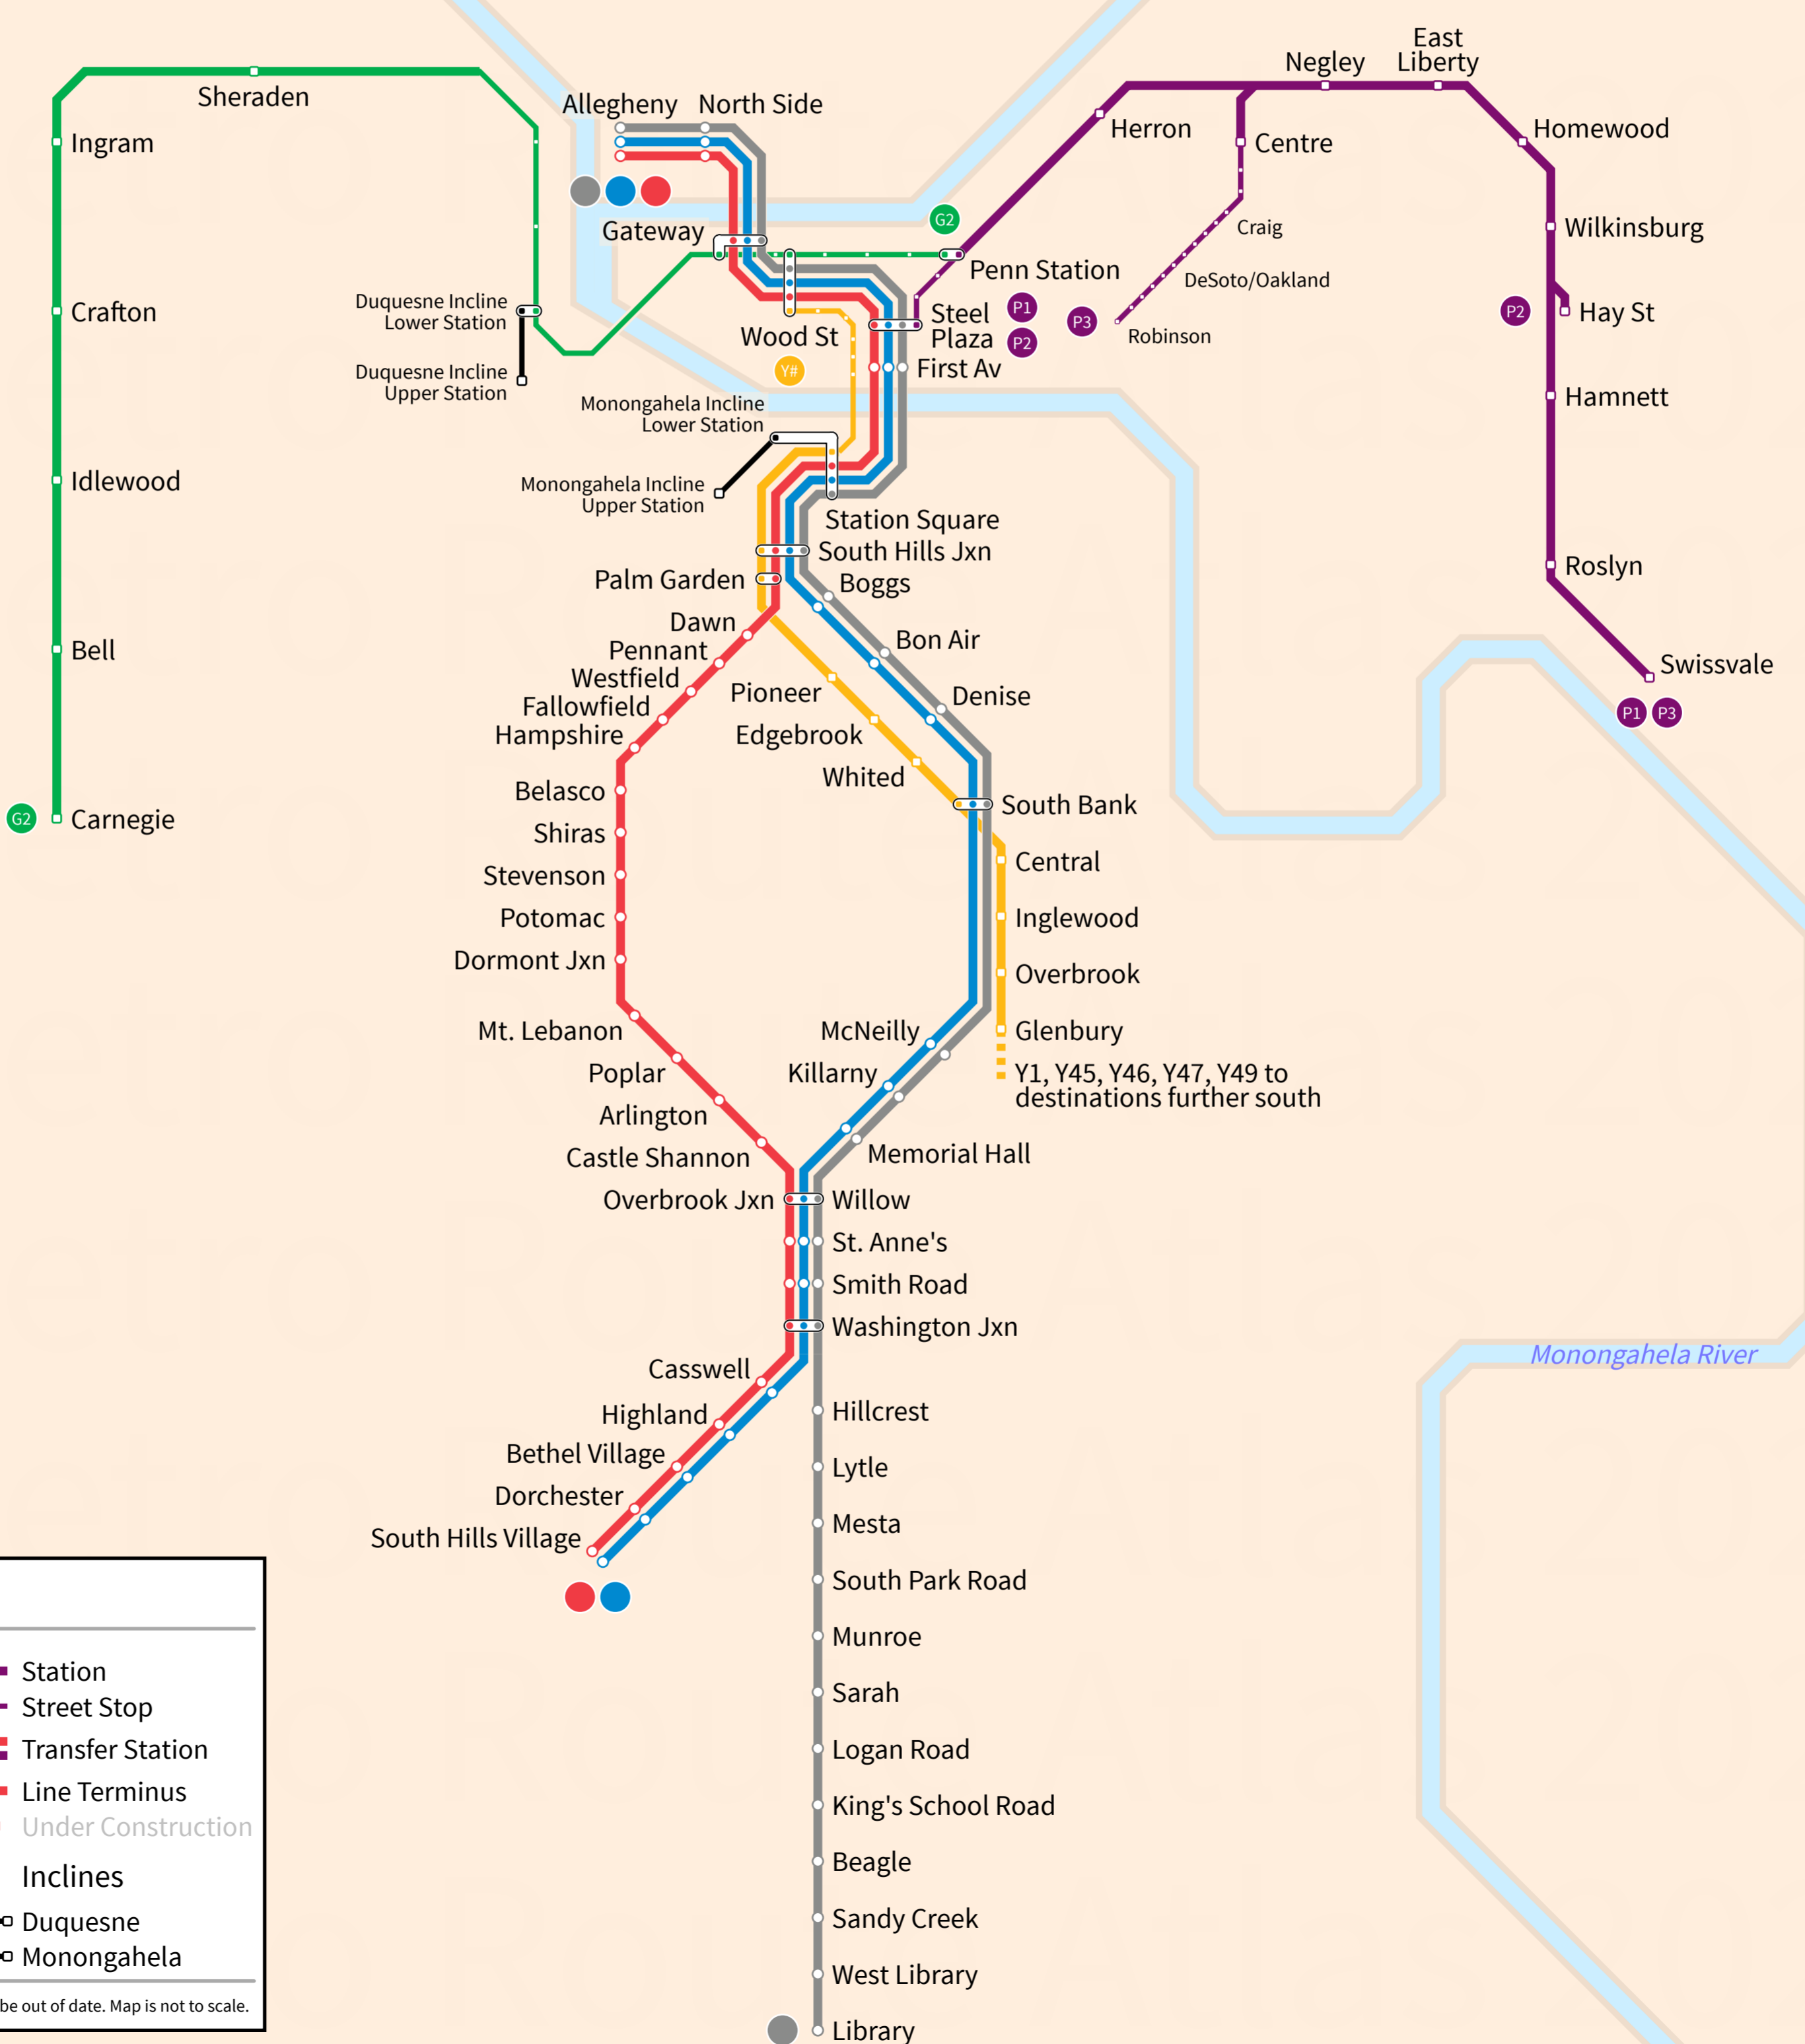 East
Negley Liberty
Sheraden
Allegheny North Side
Herron
Homewood
Ingram
Centre
Gateway
G2
Craig
Wilkinsburg
Penn Station
DeSoto/Oakland
Duquesne Incline
Lower Station
Crafton
Steel
Plaza
P1
P2
P3
Robinson
P2
Hay St
Wood St
Y#
First Av
Duquesne Incline
Upper Station
Monongahela Incline
Lower Station
Hamnett
Idlewood
Monongahela Incline
Upper Station
Station Square
South Hills Jxn
Palm Garden
Boggs
Roslyn
Dawn
Bon Air
Bell
Pennant
Swissvale
Westfield
Pioneer
Denise
Fallowfield
P1 P3
Hampshire
Edgebrook
Whited
Belasco
South Bank
G2 Carnegie
Shiras
Central
Stevenson
Potomac
Inglewood
Dormont Jxn
Overbrook
Mt. Lebanon
McNeilly
Glenbury
Poplar
Killarny
Y1, Y45, Y46, Y47, Y49 to
destinations further south
Arlington
Castle Shannon
Memorial Hall
Overbrook Jxn
Willow
St. Anne's
Smith Road
Washington Jxn
Monongahela River
Casswell
Highland
Hillcrest
Bethel Village
Lytle
Dorchester
Mesta
South Hills Village
South Park Road
Munroe
Sarah
Logan Road
King's School Road
Beagle
Sandy Creek
West Library
Library
Station
Street Stop
Transfer Station
Line Terminus
Under Construction
Inclines
Duquesne
Monongahela
be out of date. Map is not to scale.